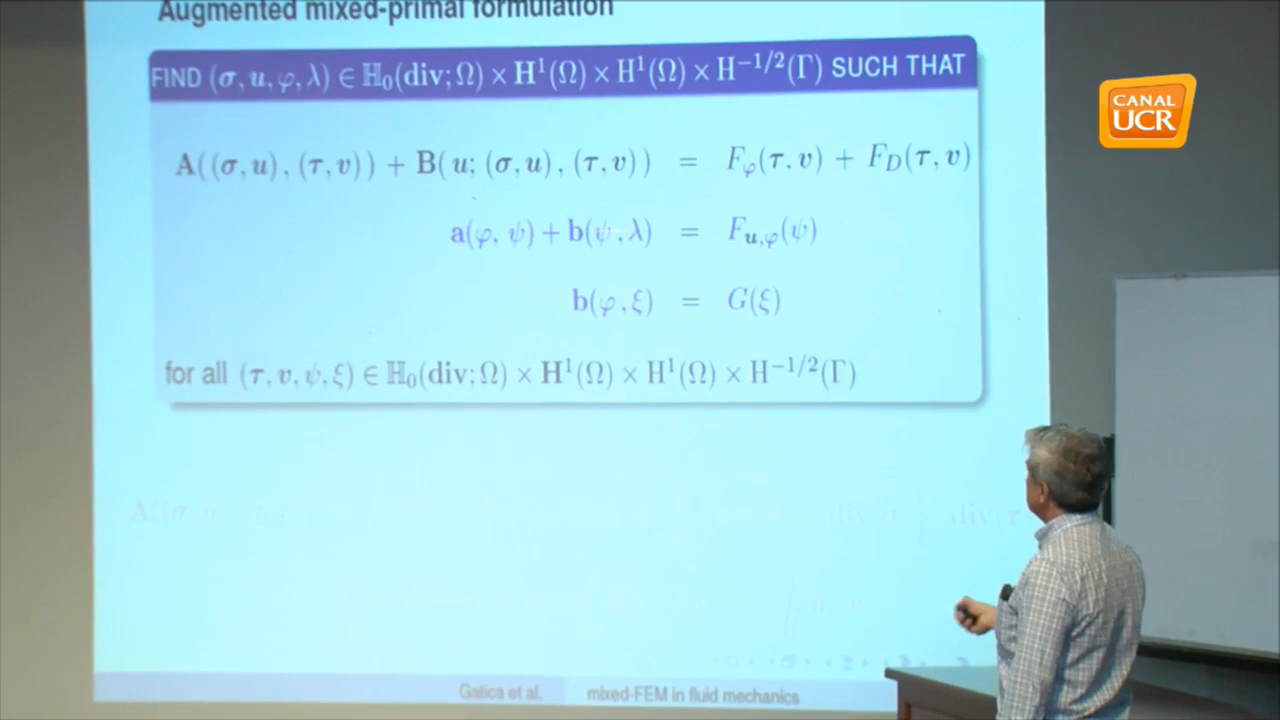 Augmented mixed-primal formulation
FIND (σ, u, φ, λ) ∈ ℍ₀(div; Ω) × H¹(Ω) × H¹(Ω) × H⁻¹/²(Γ) SUCH THAT
CANAL
UCR
A((σ, u), (τ, v)) + B(u; (σ, u), (τ, v)) = F_φ(τ, v) + F_D(τ, v)
a(φ, ψ) + b(ψ, λ) = F_{u,φ}(ψ)
b(φ, ξ) = G(ξ)
for all (τ, v, ψ, ξ) ∈ ℍ₀(div; Ω) × H¹(Ω) × H¹(Ω) × H⁻¹/²(Γ)
Gatica et al. mixed-FEM in fluid mechanics